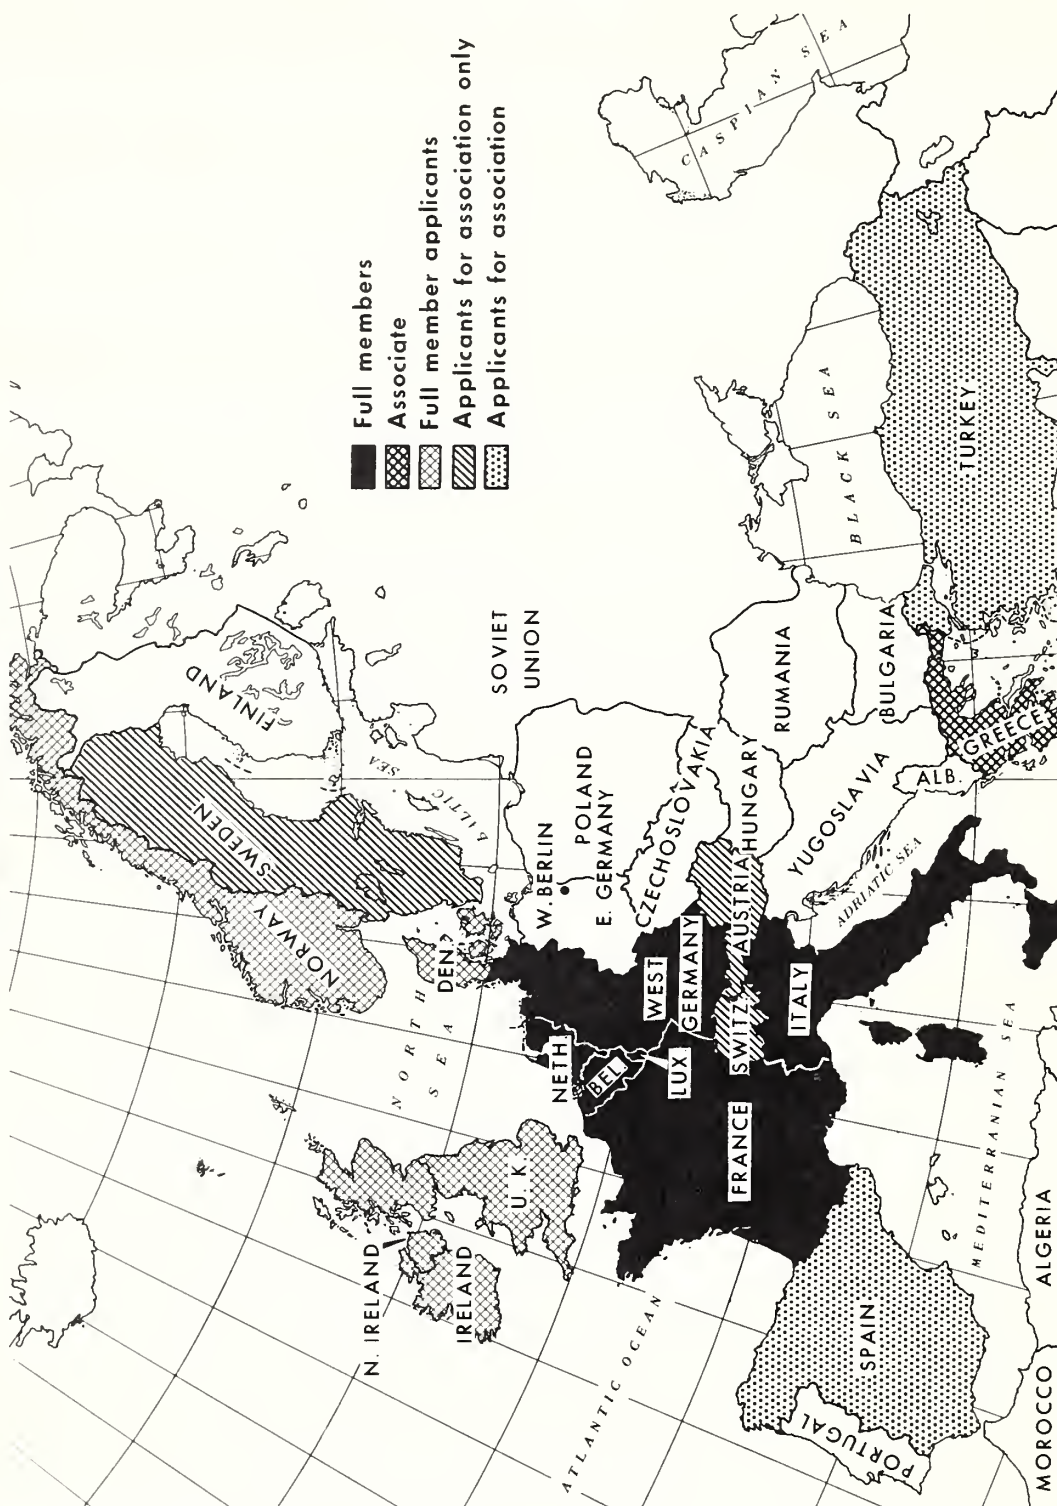 Full members
Associate
Full member applicants
Applicants for association only
Applicants for association
CASPIAN SEA
FINLAND
SWEDEN
NORWAY
DEN.
BALTIC
SEA
NORTH
SEA
SOVIET
UNION
N. IRELAND
IRELAND
U. K.
ATLANTIC OCEAN
W. BERLIN
POLAND
E. GERMANY
CZECHOSLOVAKIA
NETH.
BEL.
LUX
WEST
GERMANY
FRANCE
SWITZ.
AUSTRIA
HUNGARY
RUMANIA
BULGARIA
YUGOSLAVIA
ALB.
GREECE
ITALY
ADRIATIC SEA
BLACK SEA
TURKEY
MEDITERRANIAN SEA
SPAIN
PORTUGAL
MOROCCO
ALGERIA